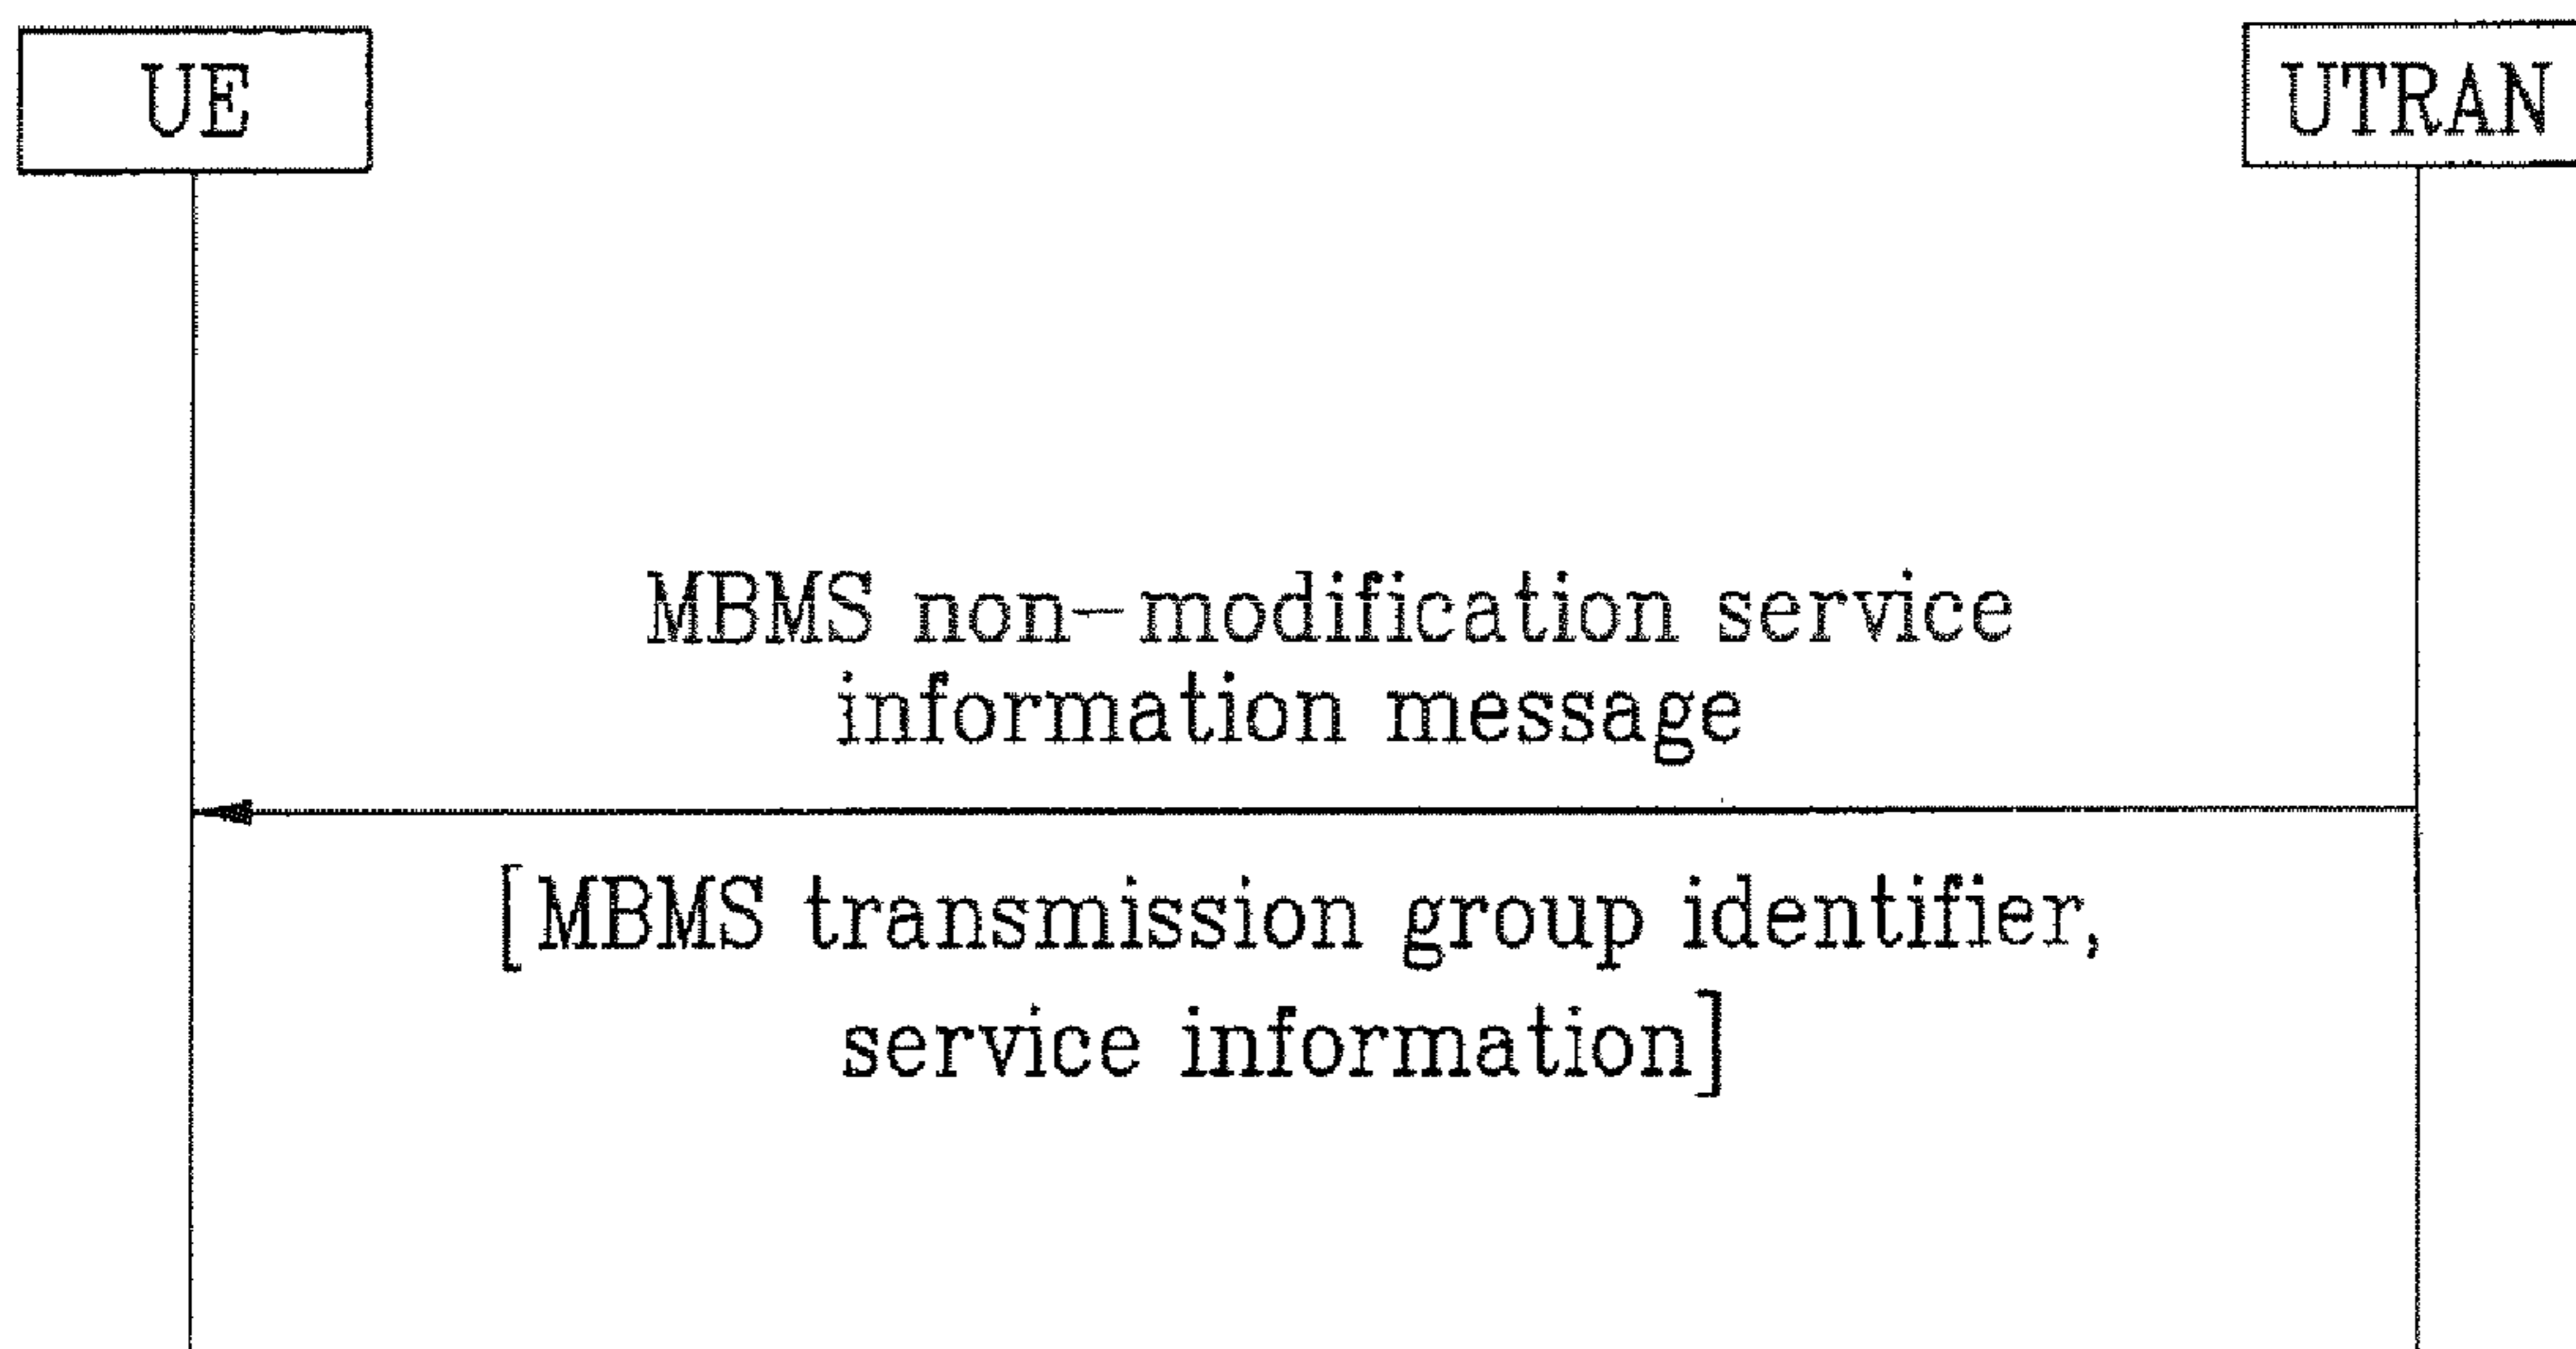 UE
UTRAN
MBMS non-modification service
information message
[MBMS transmission group identifier,
service information]